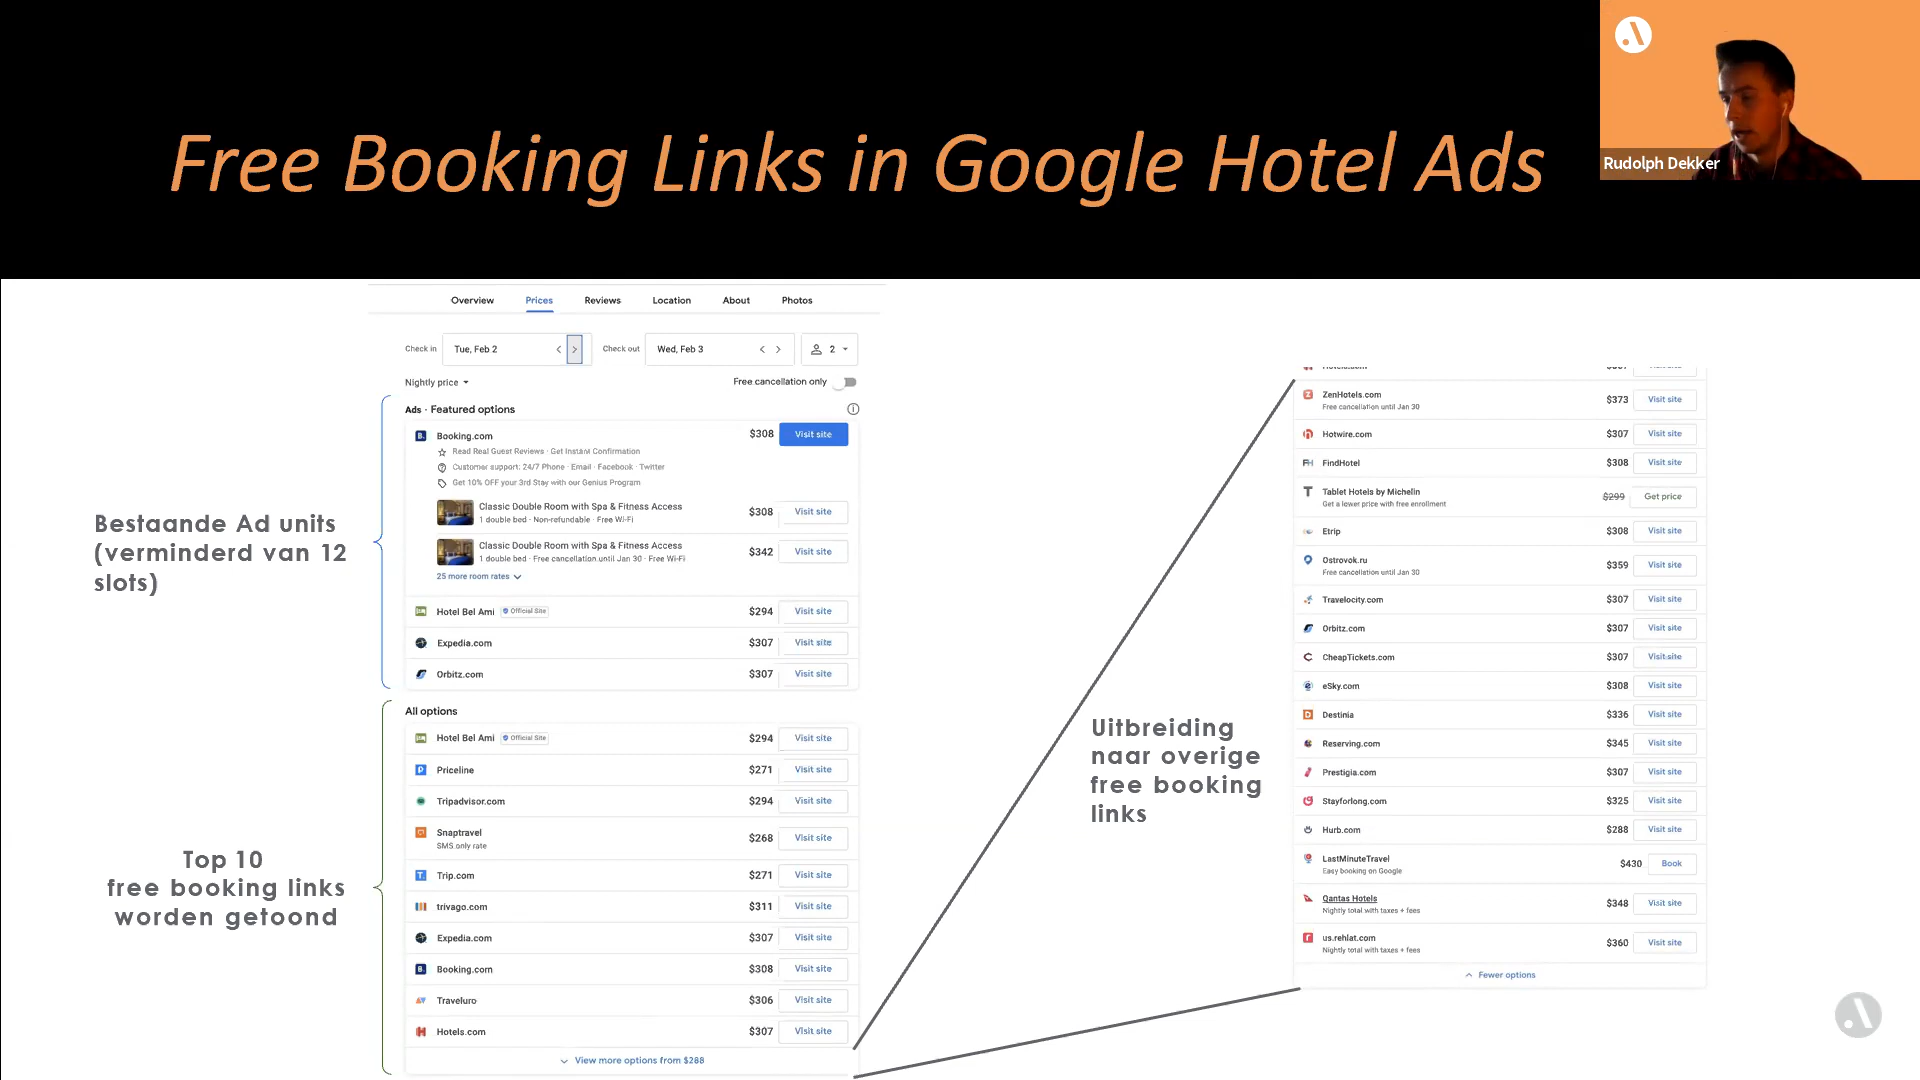 Free Booking Links in Google Hotel Ads
Rudolph Dekker
Overview Prices Reviews Location About Photos
Check in Tue, Feb 2 Check out Wed, Feb 3 2
Nightly price Free cancellation only
Ads · Featured options
Booking.com $308 Visit site
Read Real Guest Reviews · Get Instant Confirmation
Customer support: 24/7 Phone · Email · Facebook · Twitter
Get 10% OFF your 3rd Stay with our Genius Program
Classic Double Room with Spa & Fitness Access
1 double bed · Non-refundable · Free Wi-Fi
$308 Visit site
Classic Double Room with Spa & Fitness Access
1 double bed · Free cancellation until Jan 30 · Free Wi-Fi
$342 Visit site
25 more room rates
Hotel Bel Ami Official Site $294 Visit site
Expedia.com $307 Visit site
Orbitz.com $307 Visit site
Bestaande Ad units
(verminderd van 12
slots)
All options
Hotel Bel Ami Official Site $294 Visit site
Priceline $271 Visit site
Tripadvisor.com $294 Visit site
Snaptravel
SMS only rate
$268 Visit site
Trip.com $271 Visit site
trivago.com $311 Visit site
Expedia.com $307 Visit site
Booking.com $308 Visit site
Traveluro $306 Visit site
Hotels.com $307 Visit site
View more options from $288
Top 10
free booking links
worden getoond
Uitbreiding
naar overige
free booking
links
ZenHotels.com
Free cancellation until Jan 30
$373 Visit site
Hotwire.com $307 Visit site
FindHotel $308 Visit site
Tablet Hotels by Michelin
Get a lower price with free enrollment
$299 Get price
Etrip $308 Visit site
Ostrovok.ru
Free cancellation until Jan 30
$359 Visit site
Travelocity.com $307 Visit site
Orbitz.com $307 Visit site
CheapTickets.com $307 Visit site
eSky.com $308 Visit site
Destinia $336 Visit site
Reserving.com $345 Visit site
Prestigia.com $307 Visit site
Stayforlong.com $325 Visit site
Hurb.com $288 Visit site
LastMinuteTravel
Easy booking on Google
$430 Book
Qantas Hotels
Nightly total with taxes + fees
$348 Visit site
us.rehlat.com
Nightly total with taxes + fees
$360 Visit site
Fewer options